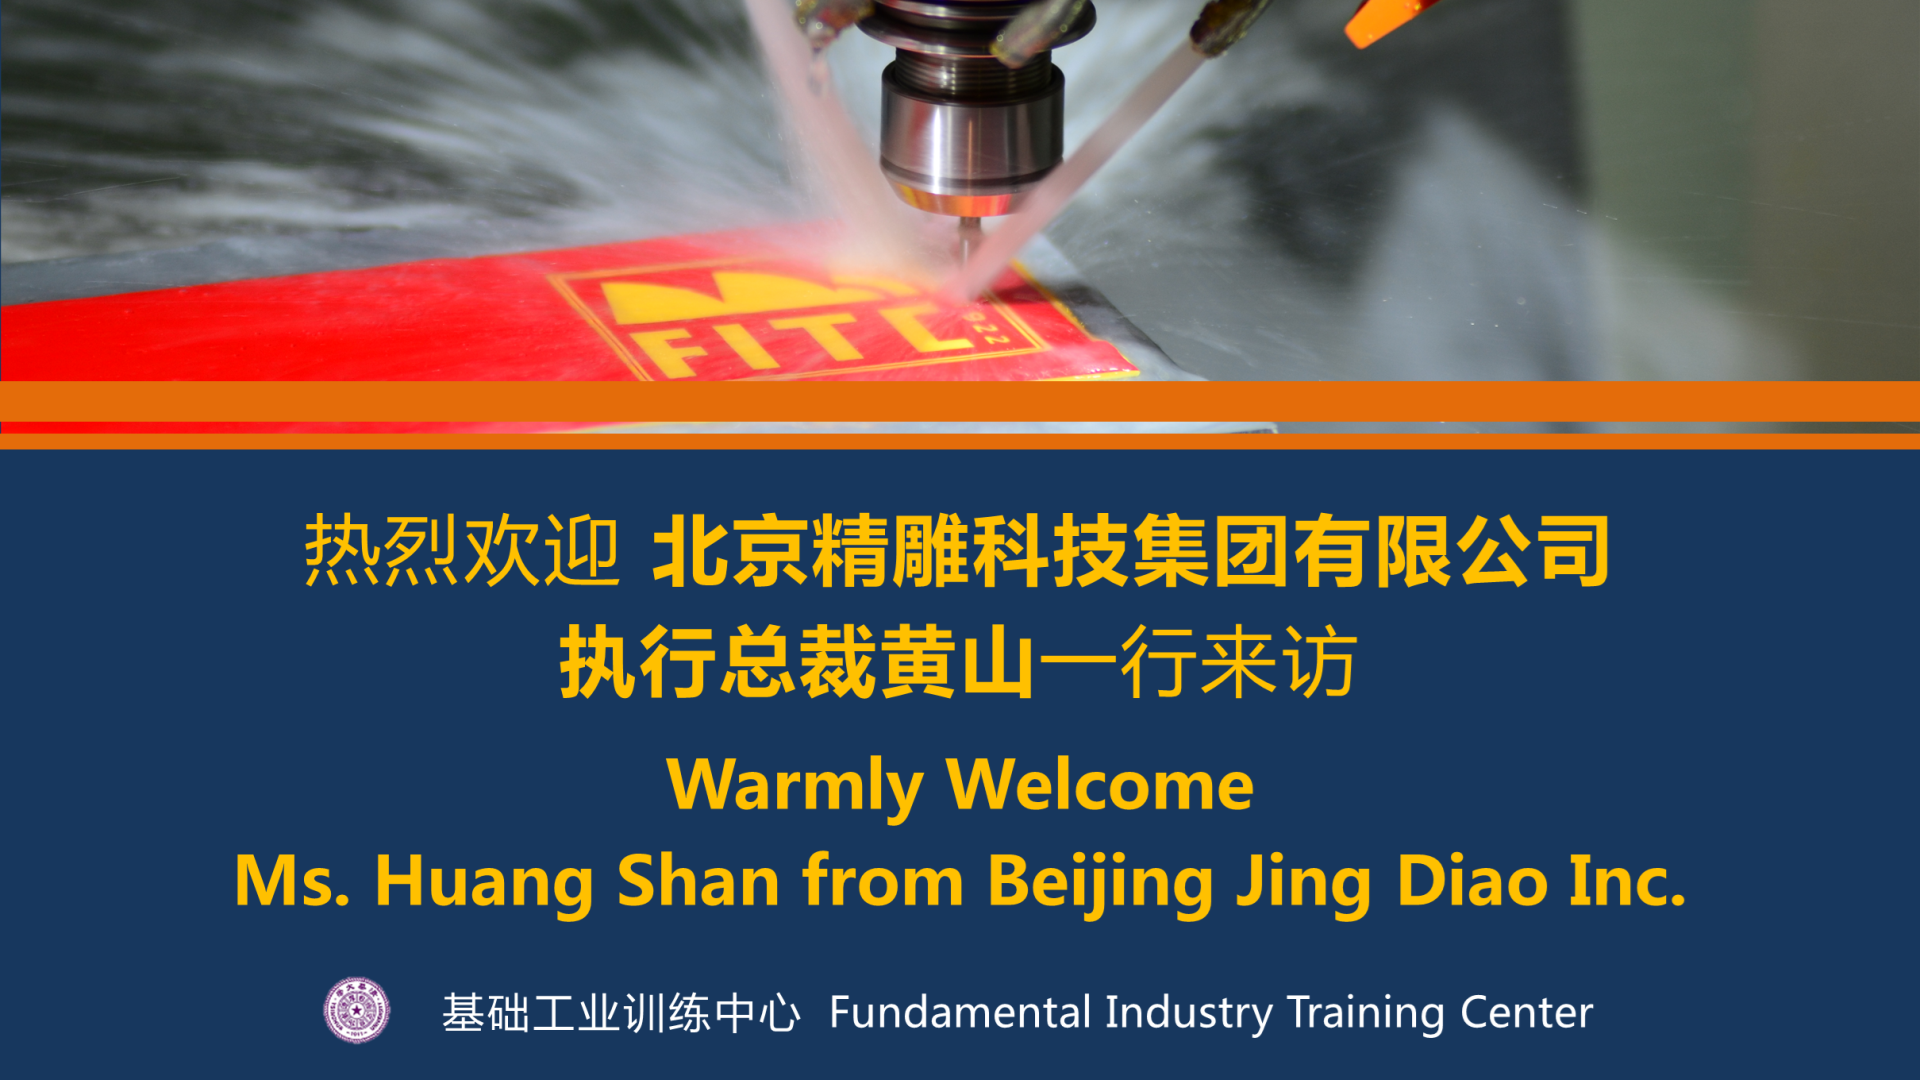 FITC
922
热烈欢迎 北京精雕科技集团有限公司
执行总裁黄山一行来访
Warmly Welcome
Ms. Huang Shan from Beijing Jing Diao Inc.
基础工业训练中心 Fundamental Industry Training Center